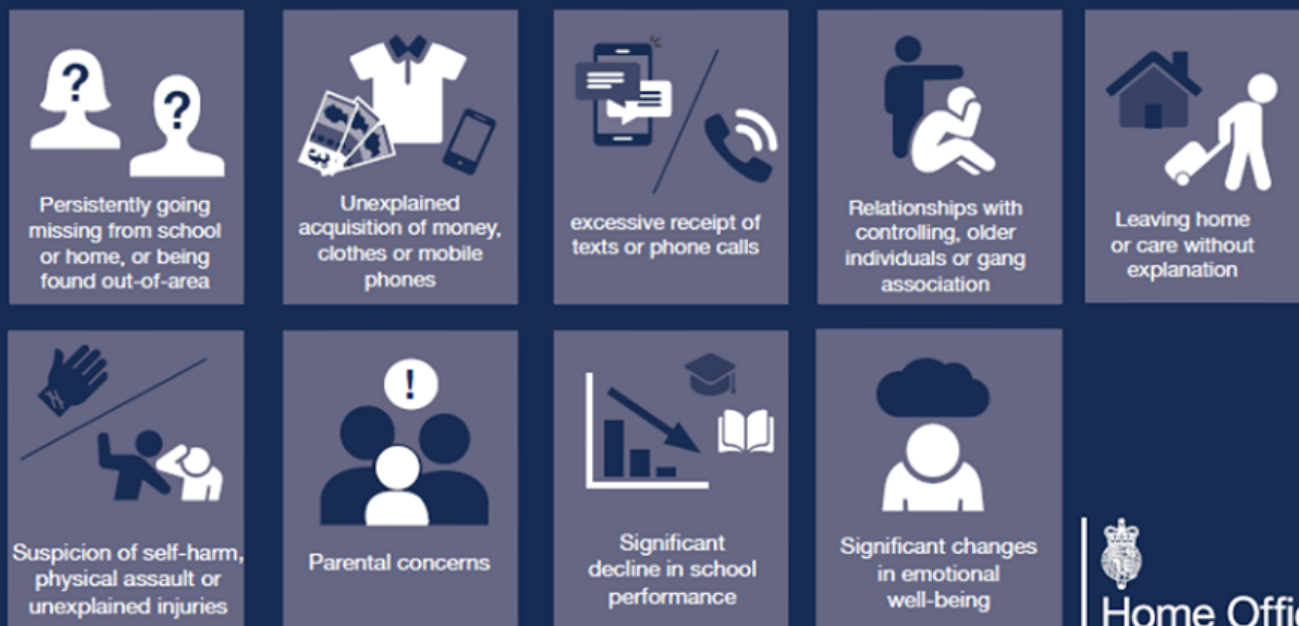 ?
?
Persistently going
missing from school
or home, or being
found out-of-area
Unexplained
acquisition of money,
clothes or mobile
phones
excessive receipt of
texts or phone calls
Relationships with
controlling, older
individuals or gang
association
Leaving home
or care without
explanation
Suspicion of self-harm,
physical assault or
unexplained injuries
!
Parental concerns
Significant
decline in school
performance
Significant changes
in emotional
well-being
Home Offic